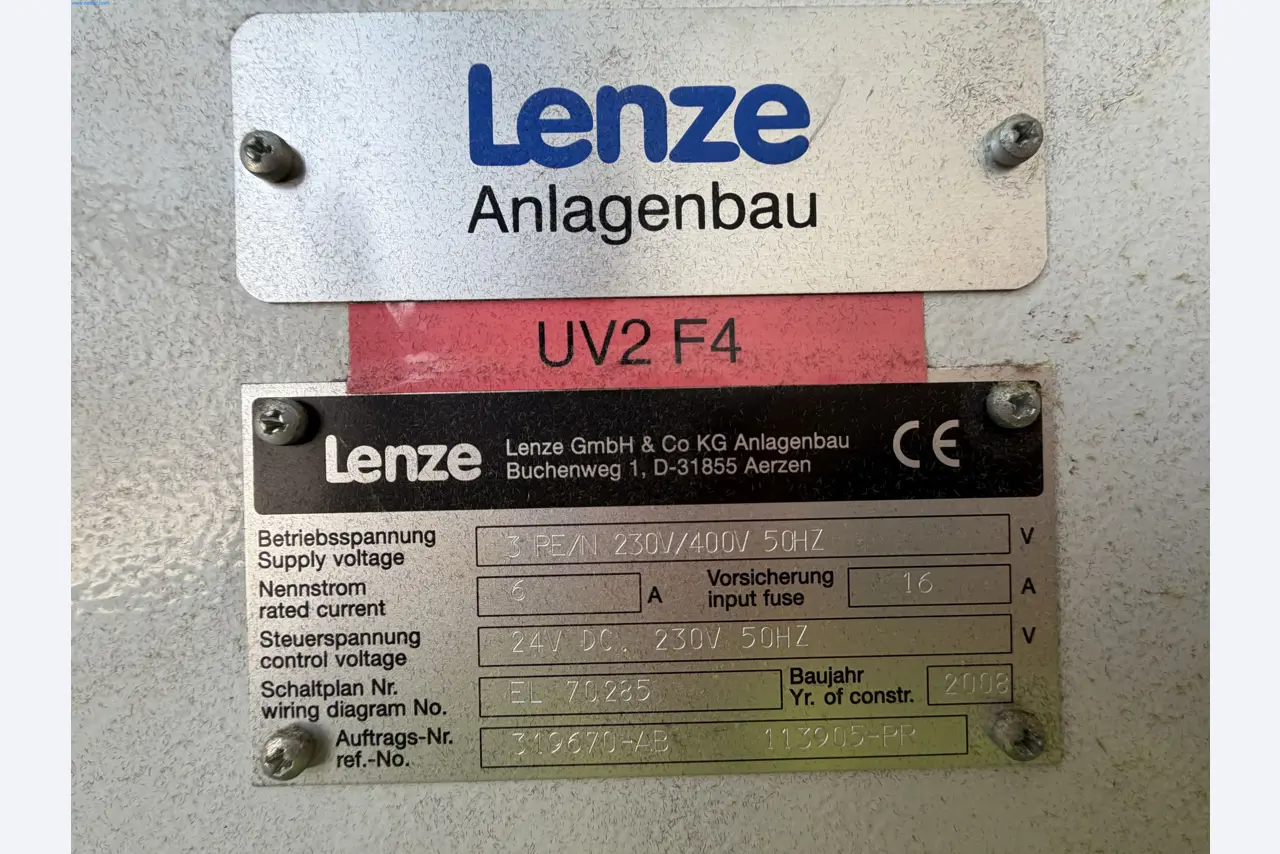 Lenze
Anlagenbau
UV2 F4
Lenze
Lenze GmbH & Co KG Anlagenbau
Buchenweg 1, D-31855 Aerzen
CE
Betriebsspannung
Supply voltage
3 PE/N 230V/400V 50HZ
V
Nennstrom
rated current
6
A
Vorsicherung
input fuse
16
A
Steuerspannung
control voltage
24V DC, 230V 50HZ
V
Schaltplan Nr.
wiring diagram No.
EL 70285
Baujahr
Yr. of constr.
2008
Auftrags-Nr.
ref.-No.
319670-AB 113905-PR